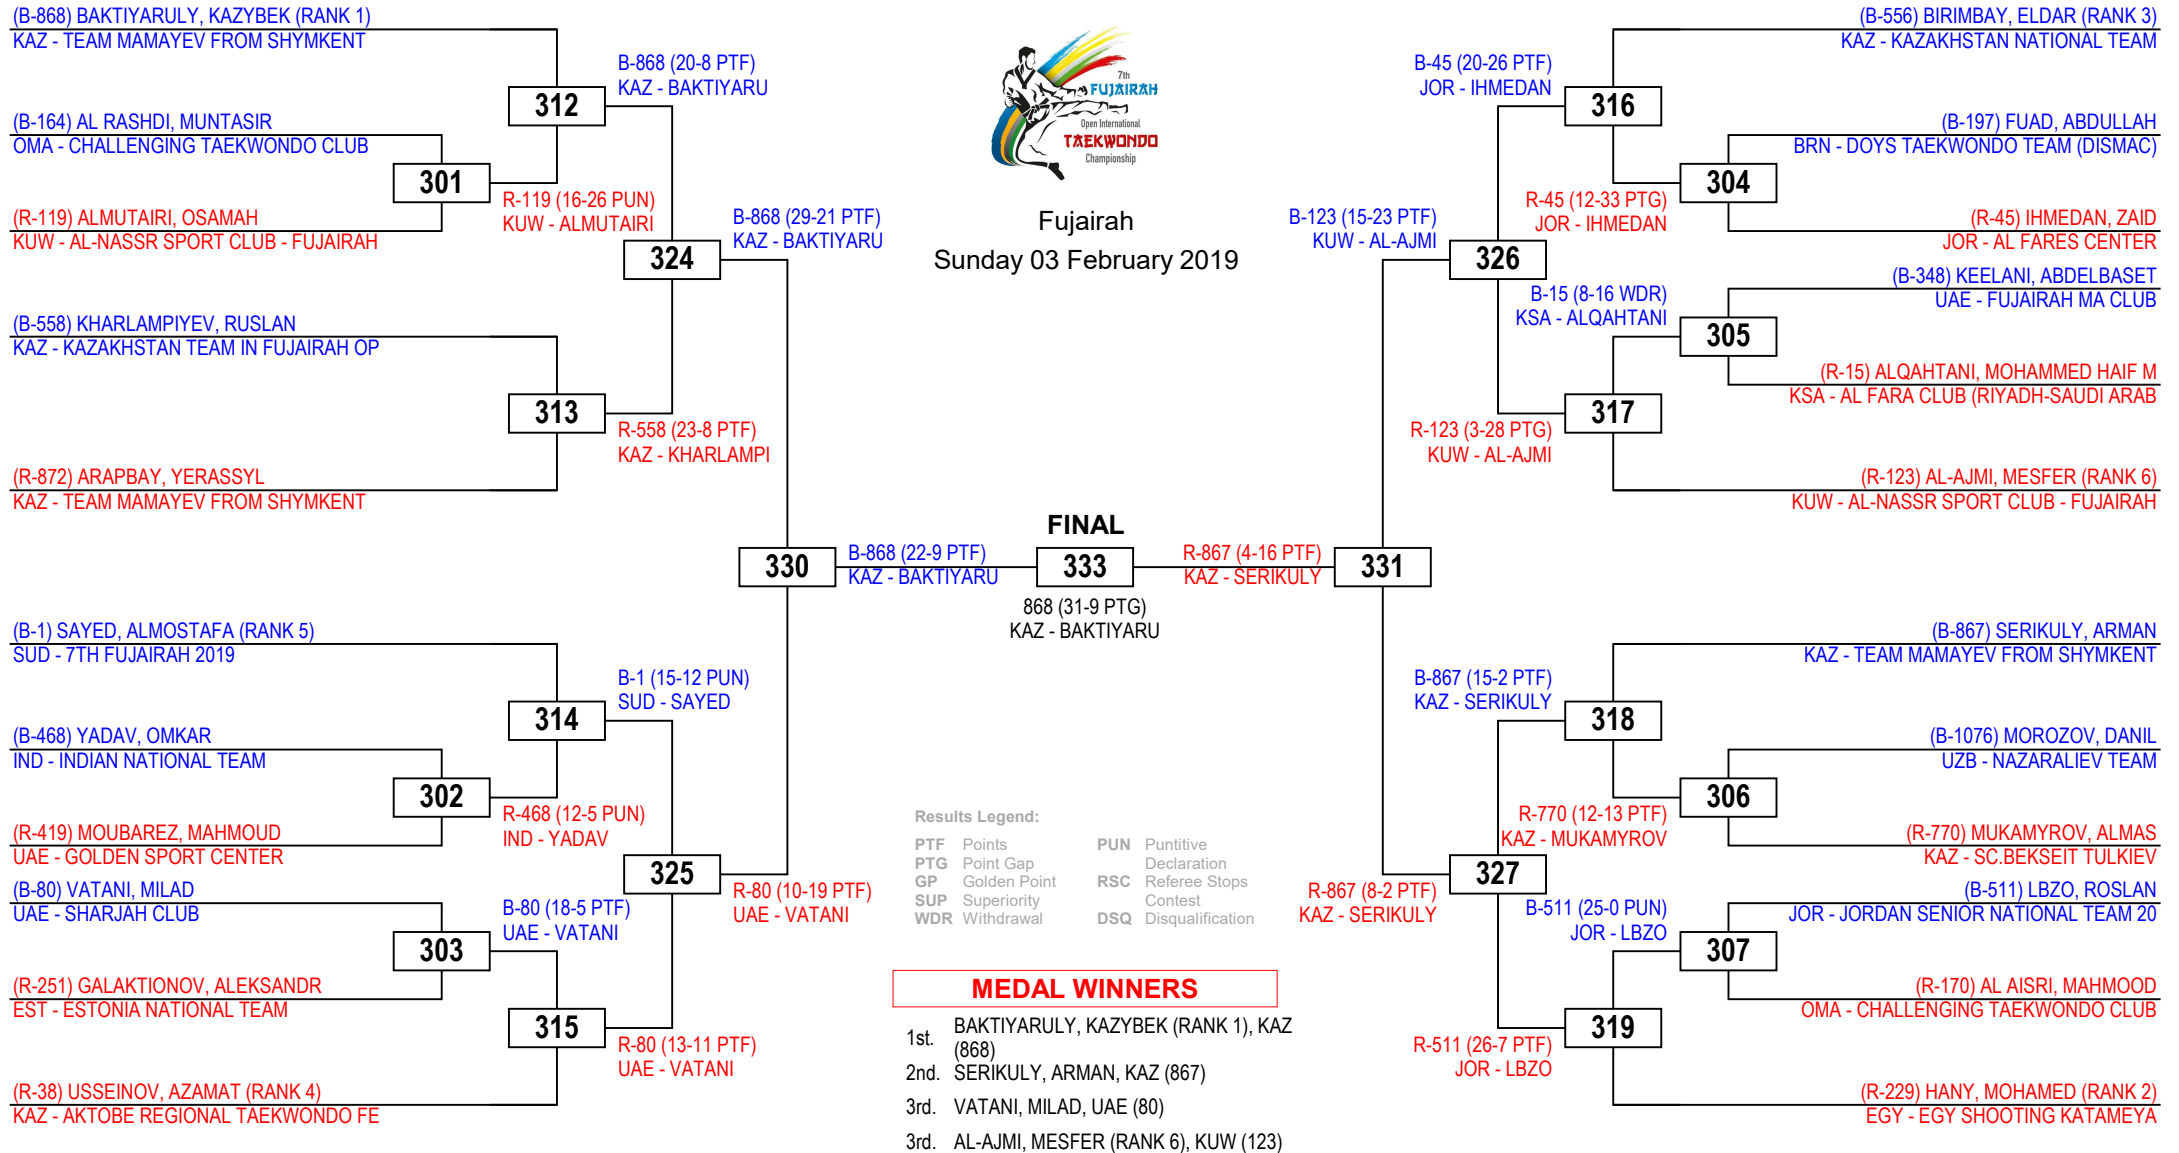 (B-868) BAKTIYARULY, KAZYBEK (RANK 1)
KAZ - TEAM MAMAYEV FROM SHYMKENT
312
B-868 (20-8 PTF)
KAZ - BAKTIYARU
(B-164) AL RASHDI, MUNTASIR
OMA - CHALLENGING TAEKWONDO CLUB
301
(R-119) ALMUTAIRI, OSAMAH
KUW - AL-NASSR SPORT CLUB - FUJAIRAH
R-119 (16-26 PUN)
KUW - ALMUTAIRI
B-868 (29-21 PTF)
KAZ - BAKTIYARU
324
(B-558) KHARLAMPIYEV, RUSLAN
KAZ - KAZAKHSTAN TEAM IN FUJAIRAH OP
313
R-558 (23-8 PTF)
KAZ - KHARLAMPI
(R-872) ARAPBAY, YERASSYL
KAZ - TEAM MAMAYEV FROM SHYMKENT
330
B-868 (22-9 PTF)
KAZ - BAKTIYARU
(B-1) SAYED, ALMOSTAFA (RANK 5)
SUD - 7TH FUJAIRAH 2019
B-1 (15-12 PUN)
SUD - SAYED
314
(B-468) YADAV, OMKAR
IND - INDIAN NATIONAL TEAM
302
R-468 (12-5 PUN)
IND - YADAV
(R-419) MOUBAREZ, MAHMOUD
UAE - GOLDEN SPORT CENTER
325
R-80 (10-19 PTF)
UAE - VATANI
(B-80) VATANI, MILAD
UAE - SHARJAH CLUB
B-80 (18-5 PTF)
UAE - VATANI
303
(R-251) GALAKTIONOV, ALEKSANDR
EST - ESTONIA NATIONAL TEAM
315
R-80 (13-11 PTF)
UAE - VATANI
(R-38) USSEINOV, AZAMAT (RANK 4)
KAZ - AKTOBE REGIONAL TAEKWONDO FE
7th
FUJAIRAH
Open International
TAEKWONDO
Championship
Fujairah
Sunday 03 February 2019
FINAL
333
868 (31-9 PTG)
KAZ - BAKTIYARU
Results Legend:
PTF Points
PTG Point Gap
GP Golden Point
SUP Superiority
WDR Withdrawal
PUN Puntitive
Declaration
RSC Referee Stops
Contest
DSQ Disqualification
MEDAL WINNERS
1st. BAKTIYARULY, KAZYBEK (RANK 1), KAZ
(868)
2nd. SERIKULY, ARMAN, KAZ (867)
3rd. VATANI, MILAD, UAE (80)
3rd. AL-AJMI, MESFER (RANK 6), KUW (123)
(B-556) BIRIMBAY, ELDAR (RANK 3)
KAZ - KAZAKHSTAN NATIONAL TEAM
B-45 (20-26 PTF)
JOR - IHMEDAN
316
(B-197) FUAD, ABDULLAH
BRN - DOYS TAEKWONDO TEAM (DISMAC)
304
R-45 (12-33 PTG)
JOR - IHMEDAN
(R-45) IHMEDAN, ZAID
JOR - AL FARES CENTER
B-123 (15-23 PTF)
KUW - AL-AJMI
326
(B-348) KEELANI, ABDELBASET
UAE - FUJAIRAH MA CLUB
B-15 (8-16 WDR)
KSA - ALQAHTANI
305
(R-15) ALQAHTANI, MOHAMMED HAIF M
KSA - AL FARA CLUB (RIYADH-SAUDI ARAB
317
R-123 (3-28 PTG)
KUW - AL-AJMI
(R-123) AL-AJMI, MESFER (RANK 6)
KUW - AL-NASSR SPORT CLUB - FUJAIRAH
R-867 (4-16 PTF)
KAZ - SERIKULY
331
(B-867) SERIKULY, ARMAN
KAZ - TEAM MAMAYEV FROM SHYMKENT
B-867 (15-2 PTF)
KAZ - SERIKULY
318
(B-1076) MOROZOV, DANIL
UZB - NAZARALIEV TEAM
306
R-770 (12-13 PTF)
KAZ - MUKAMYROV
(R-770) MUKAMYROV, ALMAS
KAZ - SC.BEKSEIT TULKIEV
327
R-867 (8-2 PTF)
KAZ - SERIKULY
(B-511) LBZO, ROSLAN
JOR - JORDAN SENIOR NATIONAL TEAM 20
B-511 (25-0 PUN)
JOR - LBZO
307
(R-170) AL AISRI, MAHMOOD
OMA - CHALLENGING TAEKWONDO CLUB
319
R-511 (26-7 PTF)
JOR - LBZO
(R-229) HANY, MOHAMED (RANK 2)
EGY - EGY SHOOTING KATAMEYA